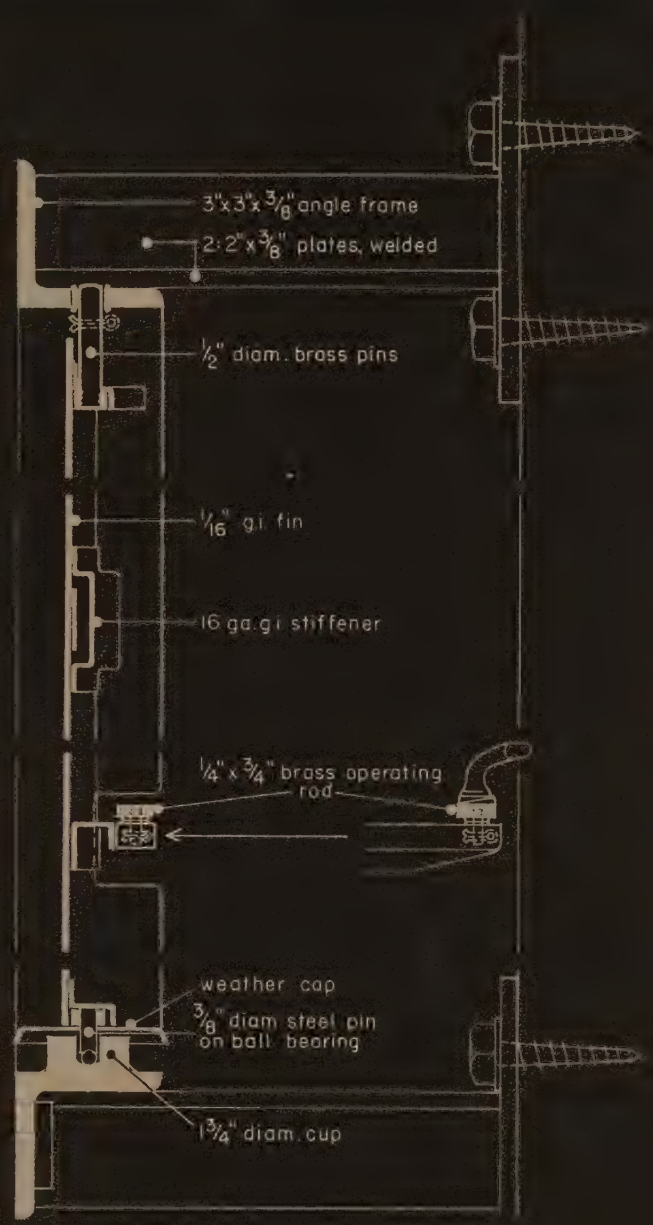 3"x3"x3/8" angle frame
2:2"x3/8" plates, welded
1/2" diam. brass pins
1/16" g.i. fin
16 ga.g.i. stiffener
1/4"x 3/4" brass operating
rod
weather cap
3/8" diam steel pin
on ball bearing
1 3/4" diam. cup